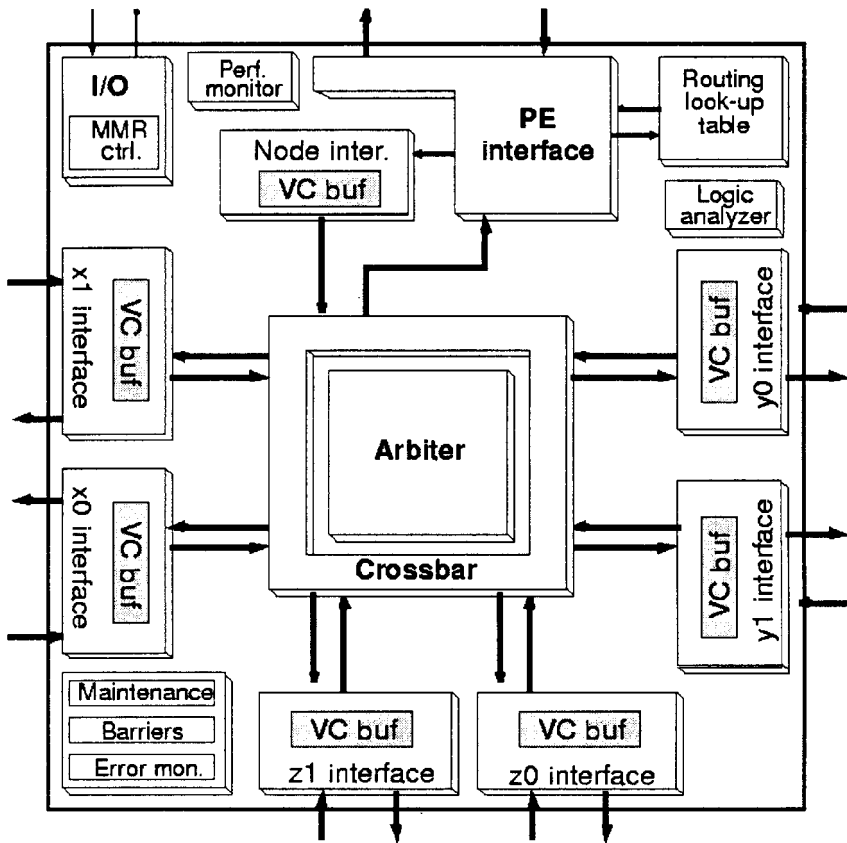 I/O
MMR
ctrl.
Perf.
monitor
PE
interface
Routing
look-up
table
Node inter.
VC buf
Logic
analyzer
x1 interface
VC buf
VC buf
y0 interface
Arbiter
Crossbar
x0 interface
VC buf
VC buf
y1 interface
Maintenance
Barriers
Error mon.
VC buf
z1 interface
VC buf
z0 interface